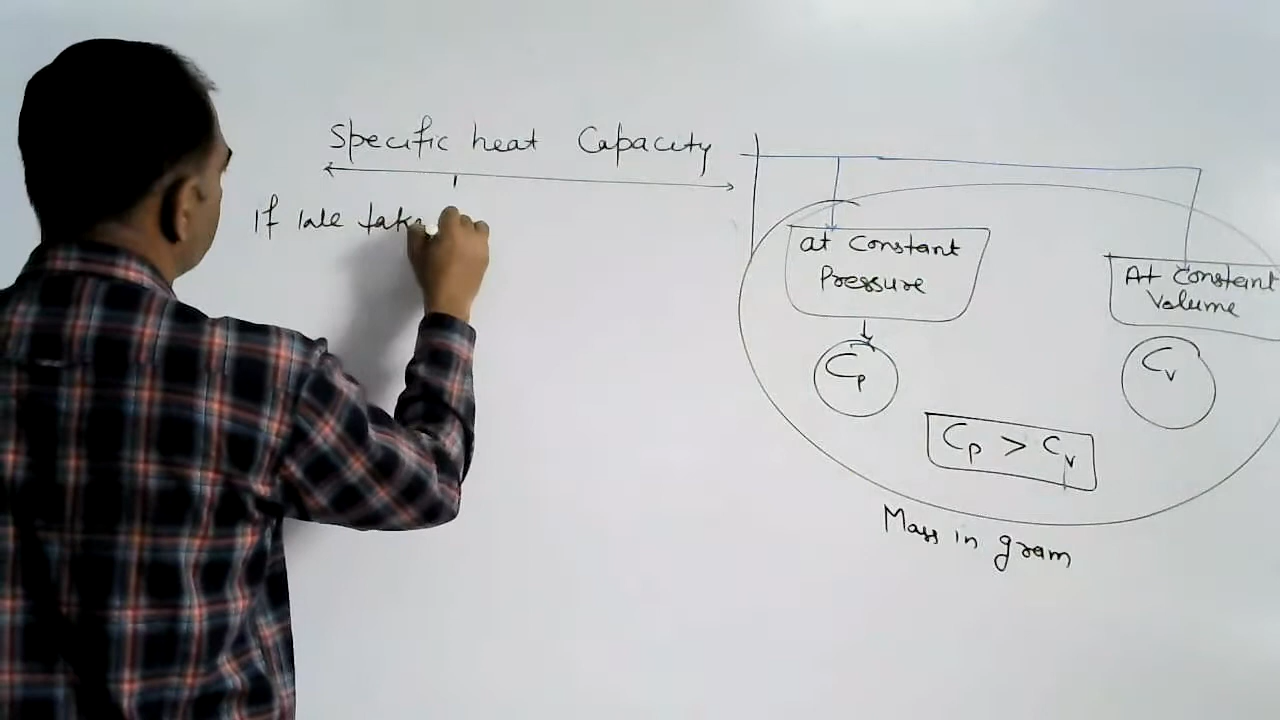 Specific heat Capacity
If we take
at Constant
Pressure
Cp
At Constant
Volume
Cv
Cp > Cv
Mass in gram